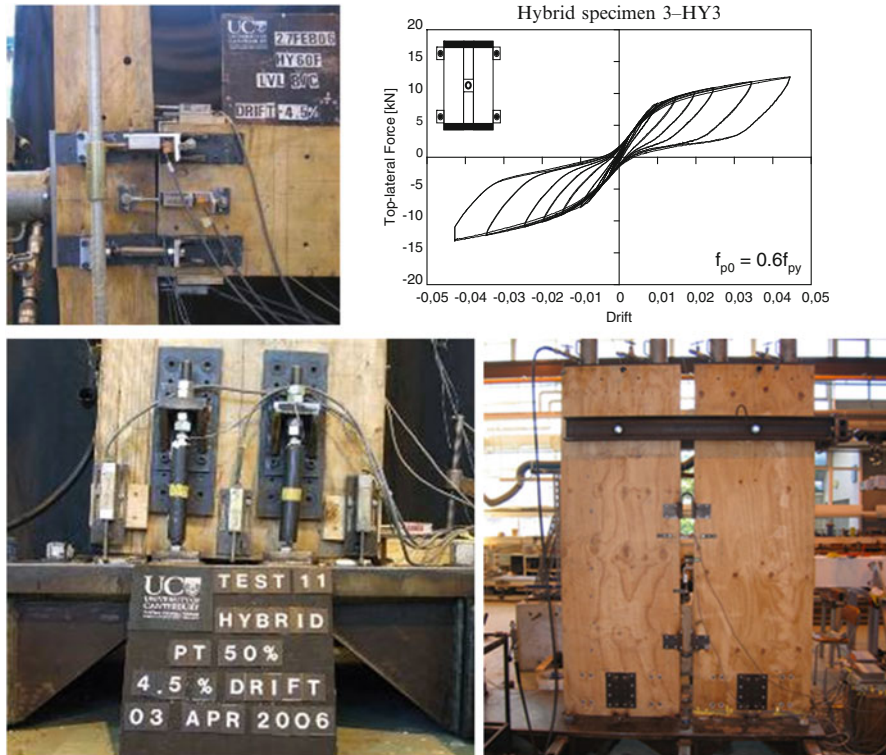 UC
27FEB06
HY60F
LVL B/C
DRIFT -4.5%
Hybrid specimen 3–HY3
Top-lateral Force [kN]
20
15
10
5
0
-5
-10
-15
-20
f_p0 = 0.6f_py
-0,05 -0,04 -0,03 -0,02 -0,01 0 0,01 0,02 0,03 0,04 0,05
Drift
UC
UNIVERSITY OF
CANTERBURY
TEST 11
HYBRID
PT 50%
4.5 % DRIFT
03 APR 2006